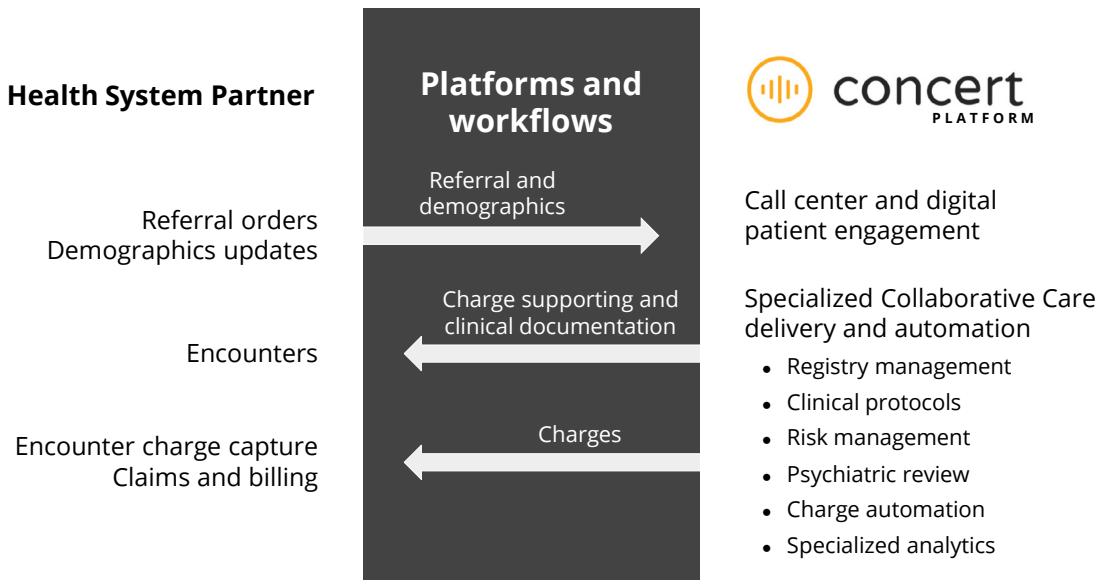 Health System Partner
Referral orders
Demographics updates
Encounters
Encounter charge capture
Claims and billing
Platforms and
workflows
Referral and
demographics
Charge supporting and
clinical documentation
Charges
concert
PLATFORM
Call center and digital
patient engagement
Specialized Collaborative Care
delivery and automation
• Registry management
• Clinical protocols
• Risk management
• Psychiatric review
• Charge automation
• Specialized analytics